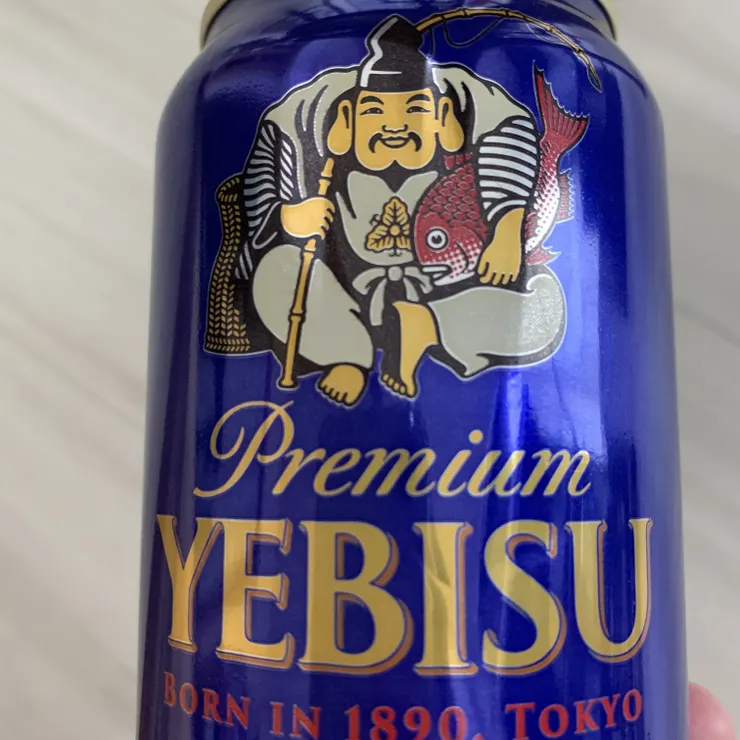 Premium
YEBISU
BORN IN 1890, TOKYO